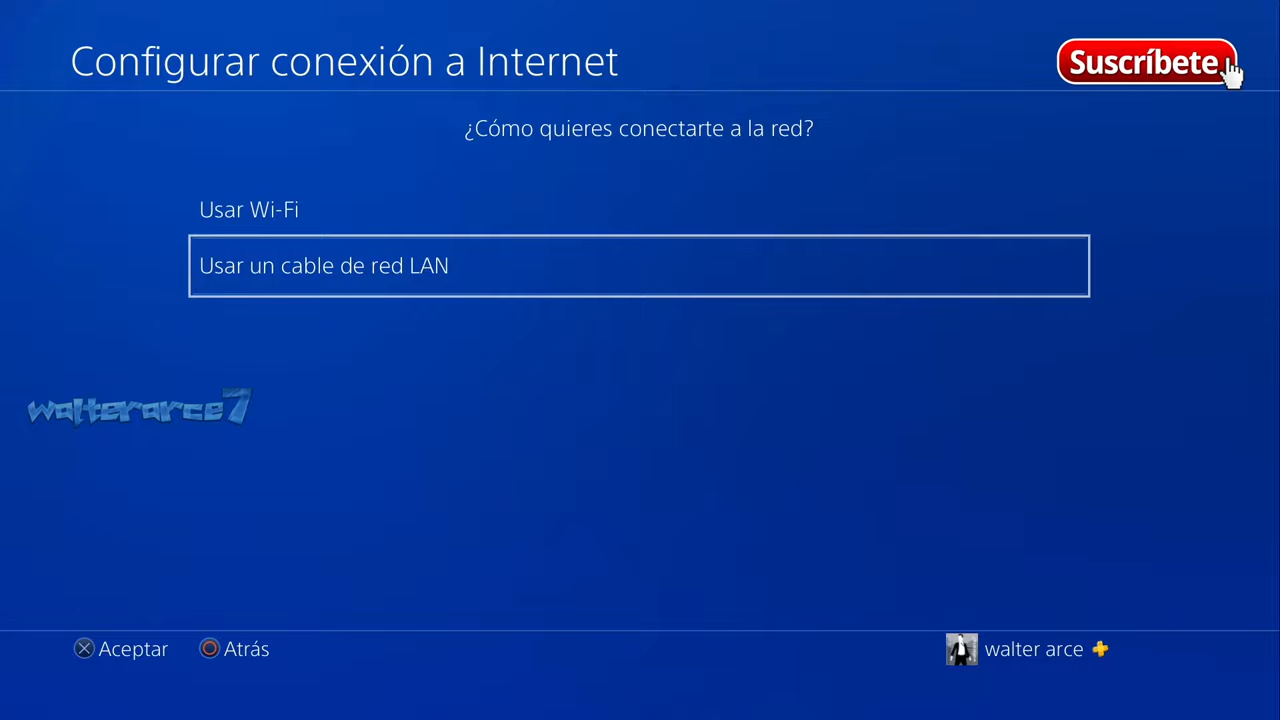 Configurar conexión a Internet
Suscríbete
¿Cómo quieres conectarte a la red?
Usar Wi-Fi
Usar un cable de red LAN
walterarce7
Aceptar
Atrás
walter arce